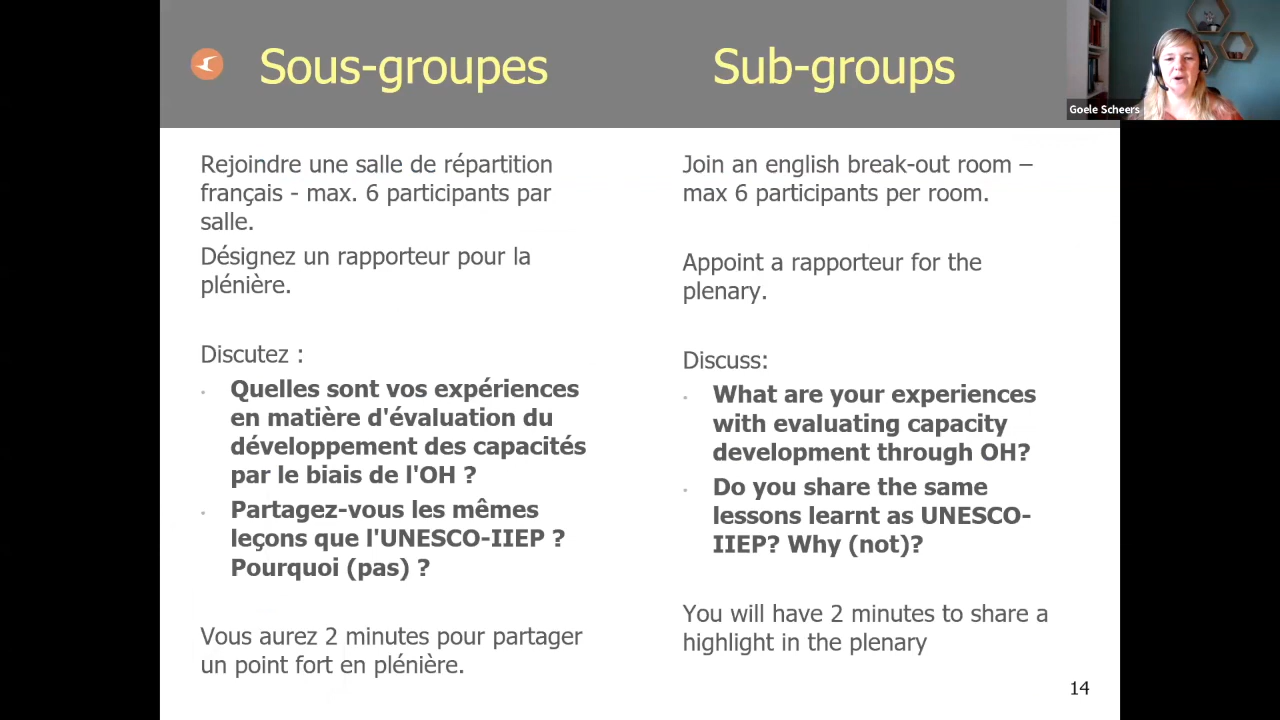 Sous-groupes
Sub-groups
Goele Scheers
Rejoindre une salle de répartition
français - max. 6 participants par
salle.
Désignez un rapporteur pour la
plénière.
Discutez :
Quelles sont vos expériences
en matière d'évaluation du
développement des capacités
par le biais de l'OH ?
Partagez-vous les mêmes
leçons que l'UNESCO-IIEP ?
Pourquoi (pas) ?
Vous aurez 2 minutes pour partager
un point fort en plénière.
Join an english break-out room –
max 6 participants per room.
Appoint a rapporteur for the
plenary.
Discuss:
What are your experiences
with evaluating capacity
development through OH?
Do you share the same
lessons learnt as UNESCO-
IIEP? Why (not)?
You will have 2 minutes to share a
highlight in the plenary
14